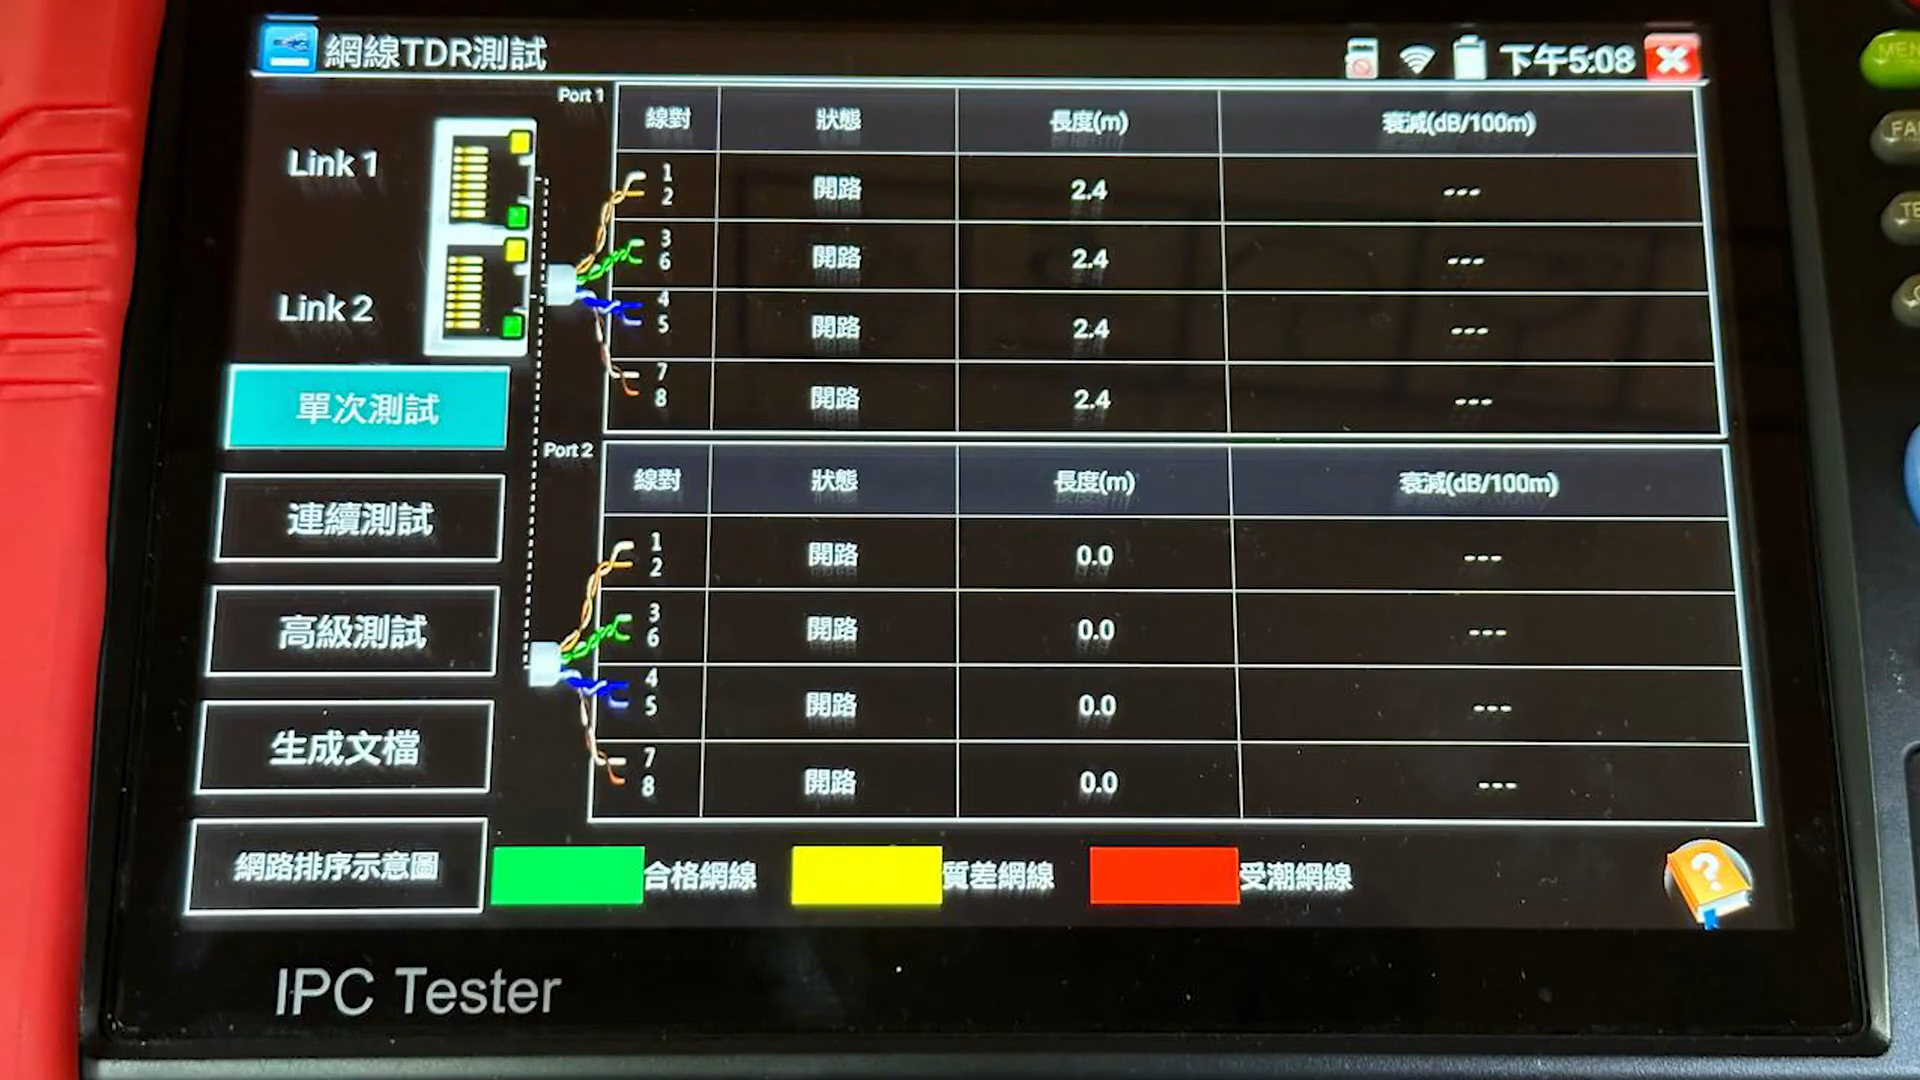 網線TDR測試
下午5:08
Link 1
Link 2
單次測試
連續測試
高級測試
生成文檔
網路排序示意圖
Port 1
線對 狀態 長度(m) 衰減(dB/100m)
1 2 開路 2.4 ---
3 6 開路 2.4 ---
4 5 開路 2.4 ---
7 8 開路 2.4 ---
Port 2
線對 狀態 長度(m) 衰減(dB/100m)
1 2 開路 0.0 ---
3 6 開路 0.0 ---
4 5 開路 0.0 ---
7 8 開路 0.0 ---
合格網線 質差網線 受潮網線
IPC Tester